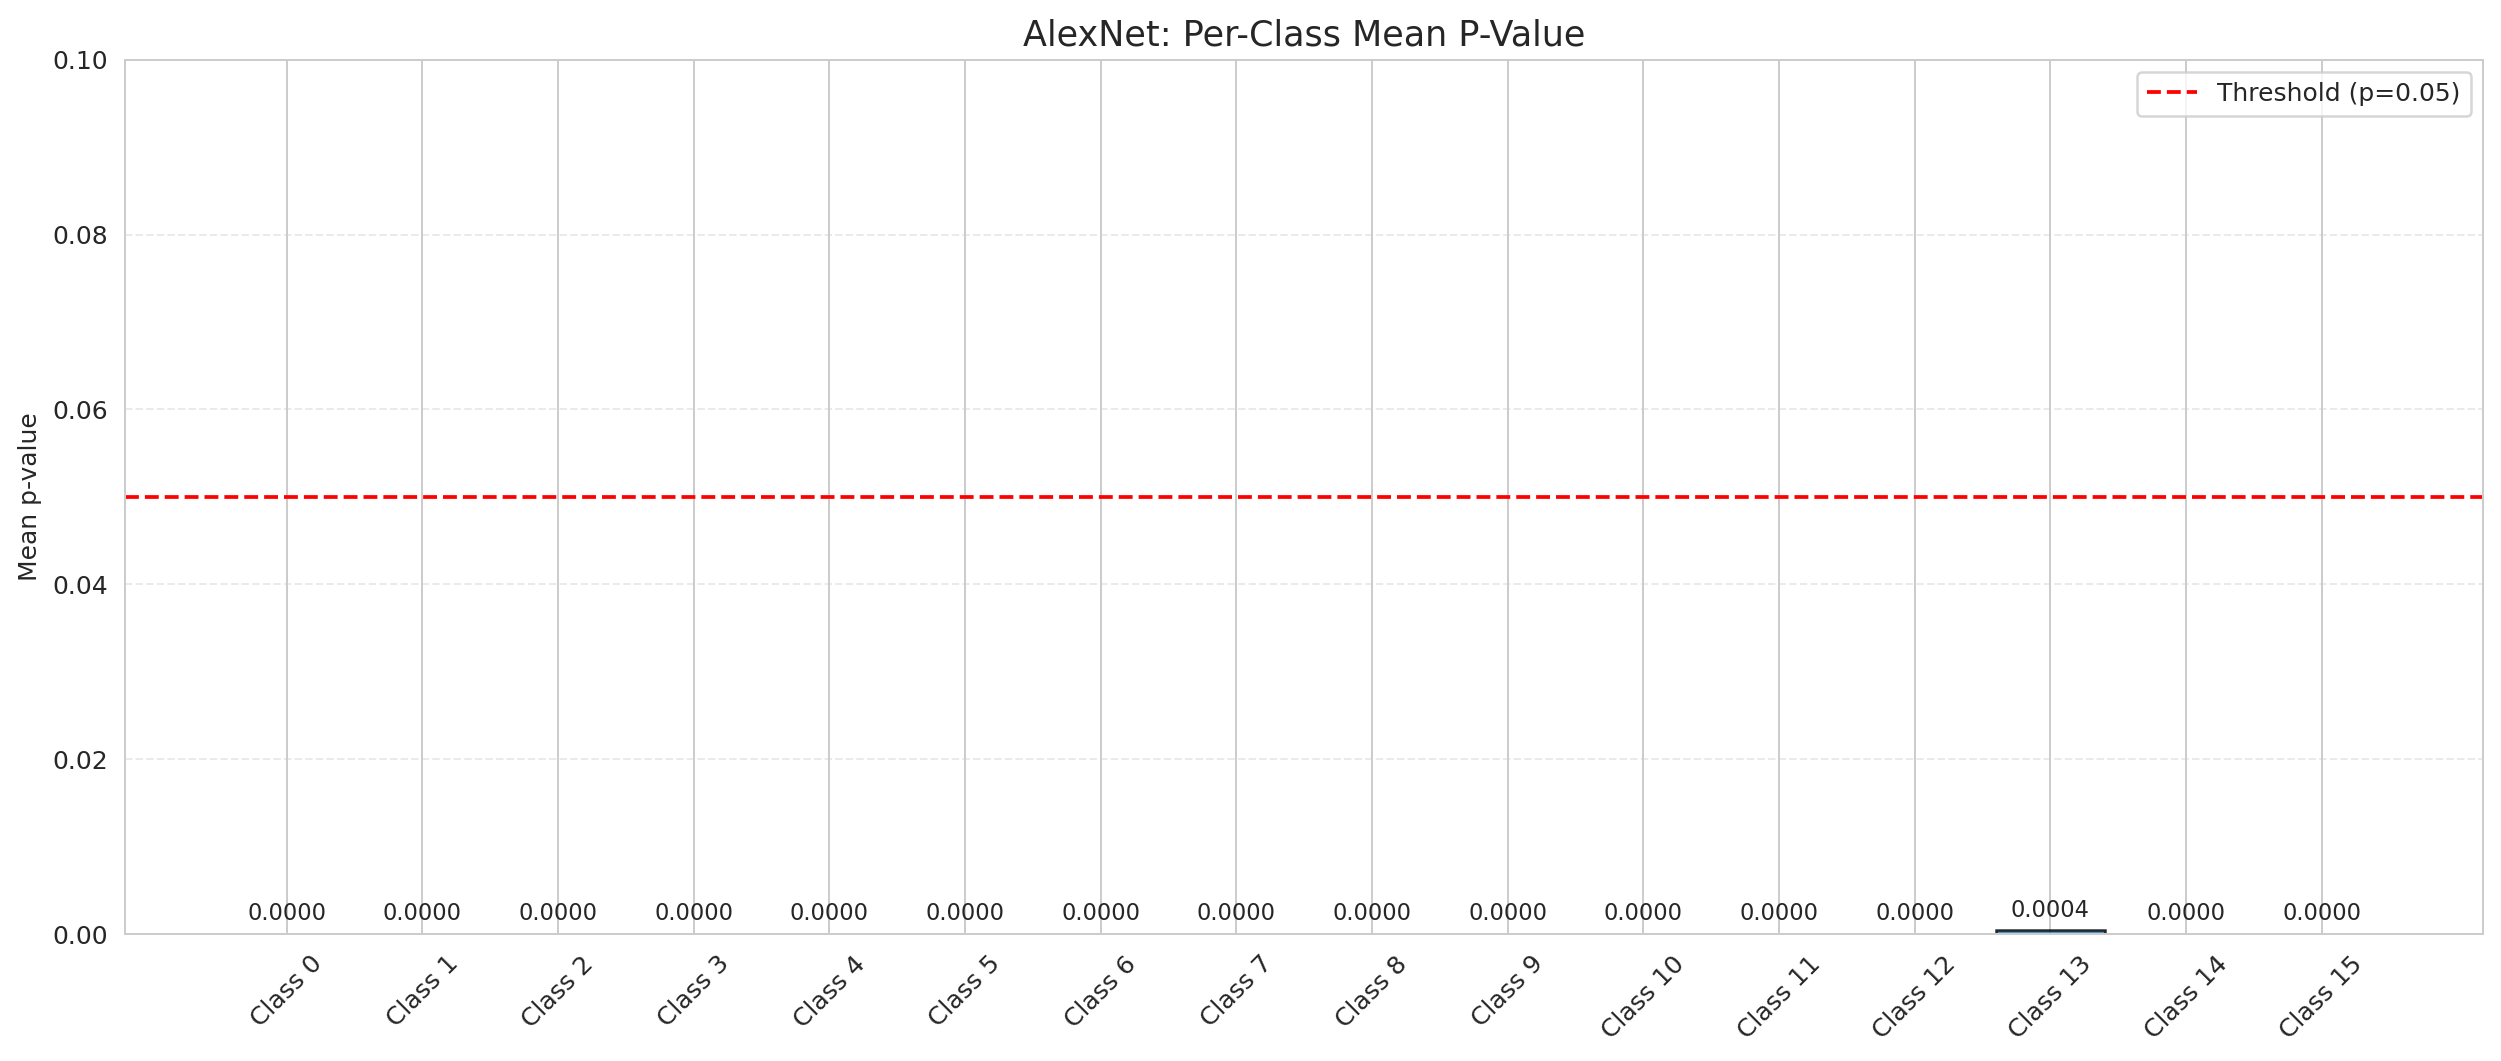 AlexNet: Per-Class Mean P-Value
Threshold (p=0.05)
Mean p-value
0.10
0.08
0.06
0.04
0.02
0.00
0.0000 0.0000 0.0000 0.0000 0.0000 0.0000 0.0000 0.0000 0.0000 0.0000 0.0000 0.0000 0.0000 0.0004 0.0000 0.0000
Class 0 Class 1 Class 2 Class 3 Class 4 Class 5 Class 6 Class 7 Class 8 Class 9 Class 10 Class 11 Class 12 Class 13 Class 14 Class 15